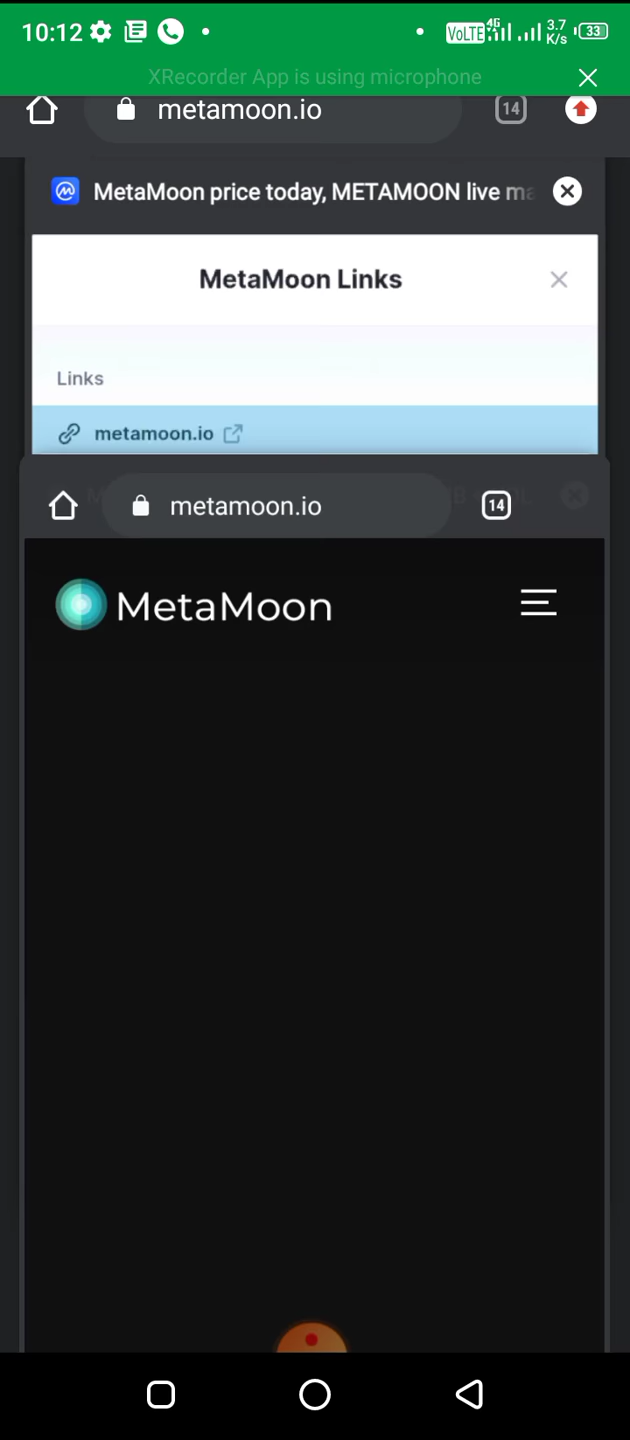 10:12
VoLTE 4G 3.7 K/s 33
XRecorder App is using microphone
metamoon.io
14
MetaMoon price today, METAMOON live ma
MetaMoon Links
Links
metamoon.io
metamoon.io
14
MetaMoon